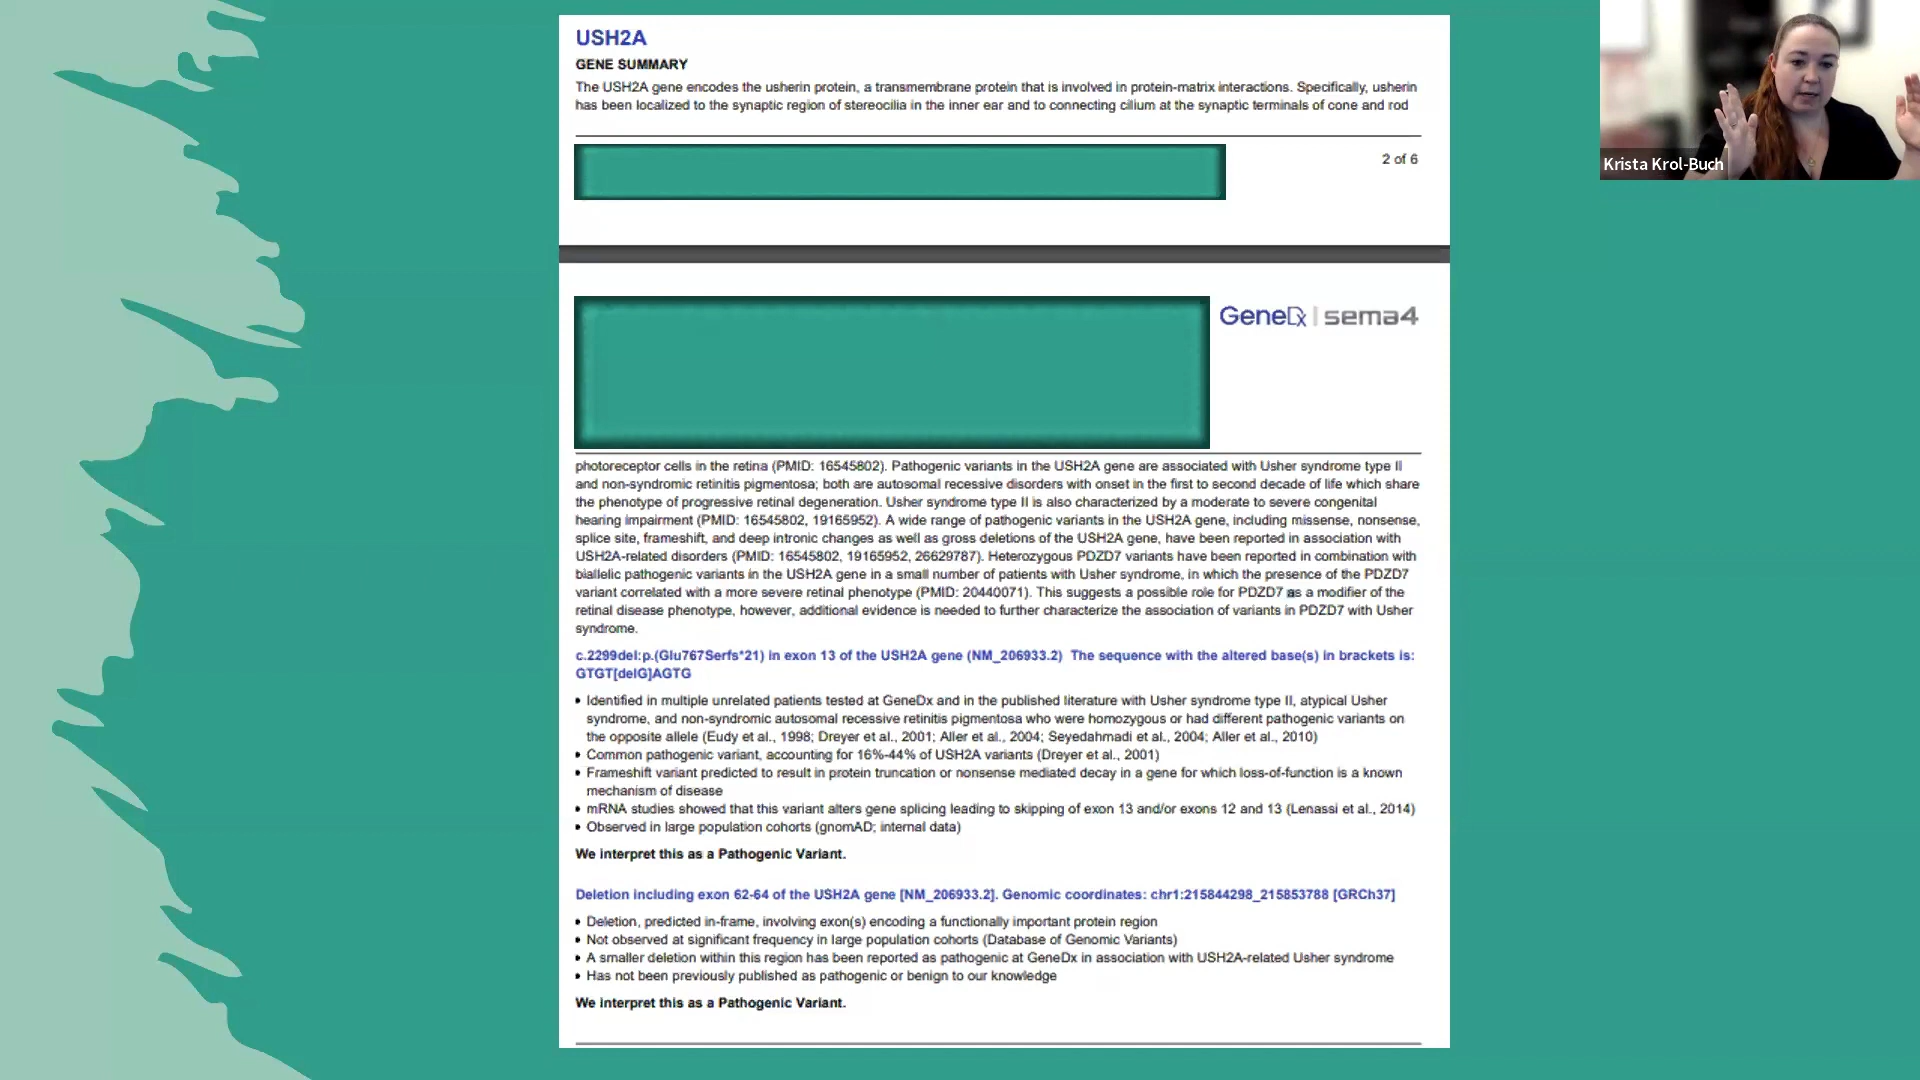 USH2A
GENE SUMMARY
The USH2A gene encodes the usherin protein, a transmembrane protein that is involved in protein-matrix interactions. Specifically, usherin
has been localized to the synaptic region of stereocilia in the inner ear and to connecting cilium at the synaptic terminals of cone and rod
2 of 6
GeneDx | sema4
photoreceptor cells in the retina (PMID: 16545802). Pathogenic variants in the USH2A gene are associated with Usher syndrome type II
and non-syndromic retinitis pigmentosa; both are autosomal recessive disorders with onset in the first to second decade of life which share
the phenotype of progressive retinal degeneration. Usher syndrome type II is also characterized by a moderate to severe congenital
hearing impairment (PMID: 16545802, 19165952). A wide range of pathogenic variants in the USH2A gene, including missense, nonsense,
splice site, frameshift, and deep intronic changes as well as gross deletions of the USH2A gene, have been reported in association with
USH2A-related disorders (PMID: 16545802, 19165952, 26629787). Heterozygous PDZD7 variants have been reported in combination with
biallelic pathogenic variants in the USH2A gene in a small number of patients with Usher syndrome, in which the presence of the PDZD7
variant correlated with a more severe retinal phenotype (PMID: 20440071). This suggests a possible role for PDZD7 as a modifier of the
retinal disease phenotype, however, additional evidence is needed to further characterize the association of variants in PDZD7 with Usher
syndrome.
c.2299del:p.(Glu767Serfs*21) in exon 13 of the USH2A gene (NM_206933.2) The sequence with the altered base(s) in brackets is:
GTGT[delG]AGTG
• Identified in multiple unrelated patients tested at GeneDx and in the published literature with Usher syndrome type II, atypical Usher
syndrome, and non-syndromic autosomal recessive retinitis pigmentosa who were homozygous or had different pathogenic variants on
the opposite allele (Eudy et al., 1998; Dreyer et al., 2001; Aller et al., 2004; Seyedahmadi et al., 2004; Aller et al., 2010)
• Common pathogenic variant, accounting for 16%-44% of USH2A variants (Dreyer et al., 2001)
• Frameshift variant predicted to result in protein truncation or nonsense mediated decay in a gene for which loss-of-function is a known
mechanism of disease
• mRNA studies showed that this variant alters gene splicing leading to skipping of exon 13 and/or exons 12 and 13 (Lenassi et al., 2014)
• Observed in large population cohorts (gnomAD; internal data)
We interpret this as a Pathogenic Variant.
Deletion including exon 62-64 of the USH2A gene [NM_206933.2]. Genomic coordinates: chr1:215844298_215853788 [GRCh37]
• Deletion, predicted in-frame, involving exon(s) encoding a functionally important protein region
• Not observed at significant frequency in large population cohorts (Database of Genomic Variants)
• A smaller deletion within this region has been reported as pathogenic at GeneDx in association with USH2A-related Usher syndrome
• Has not been previously published as pathogenic or benign to our knowledge
We interpret this as a Pathogenic Variant.
Krista Krol-Buch